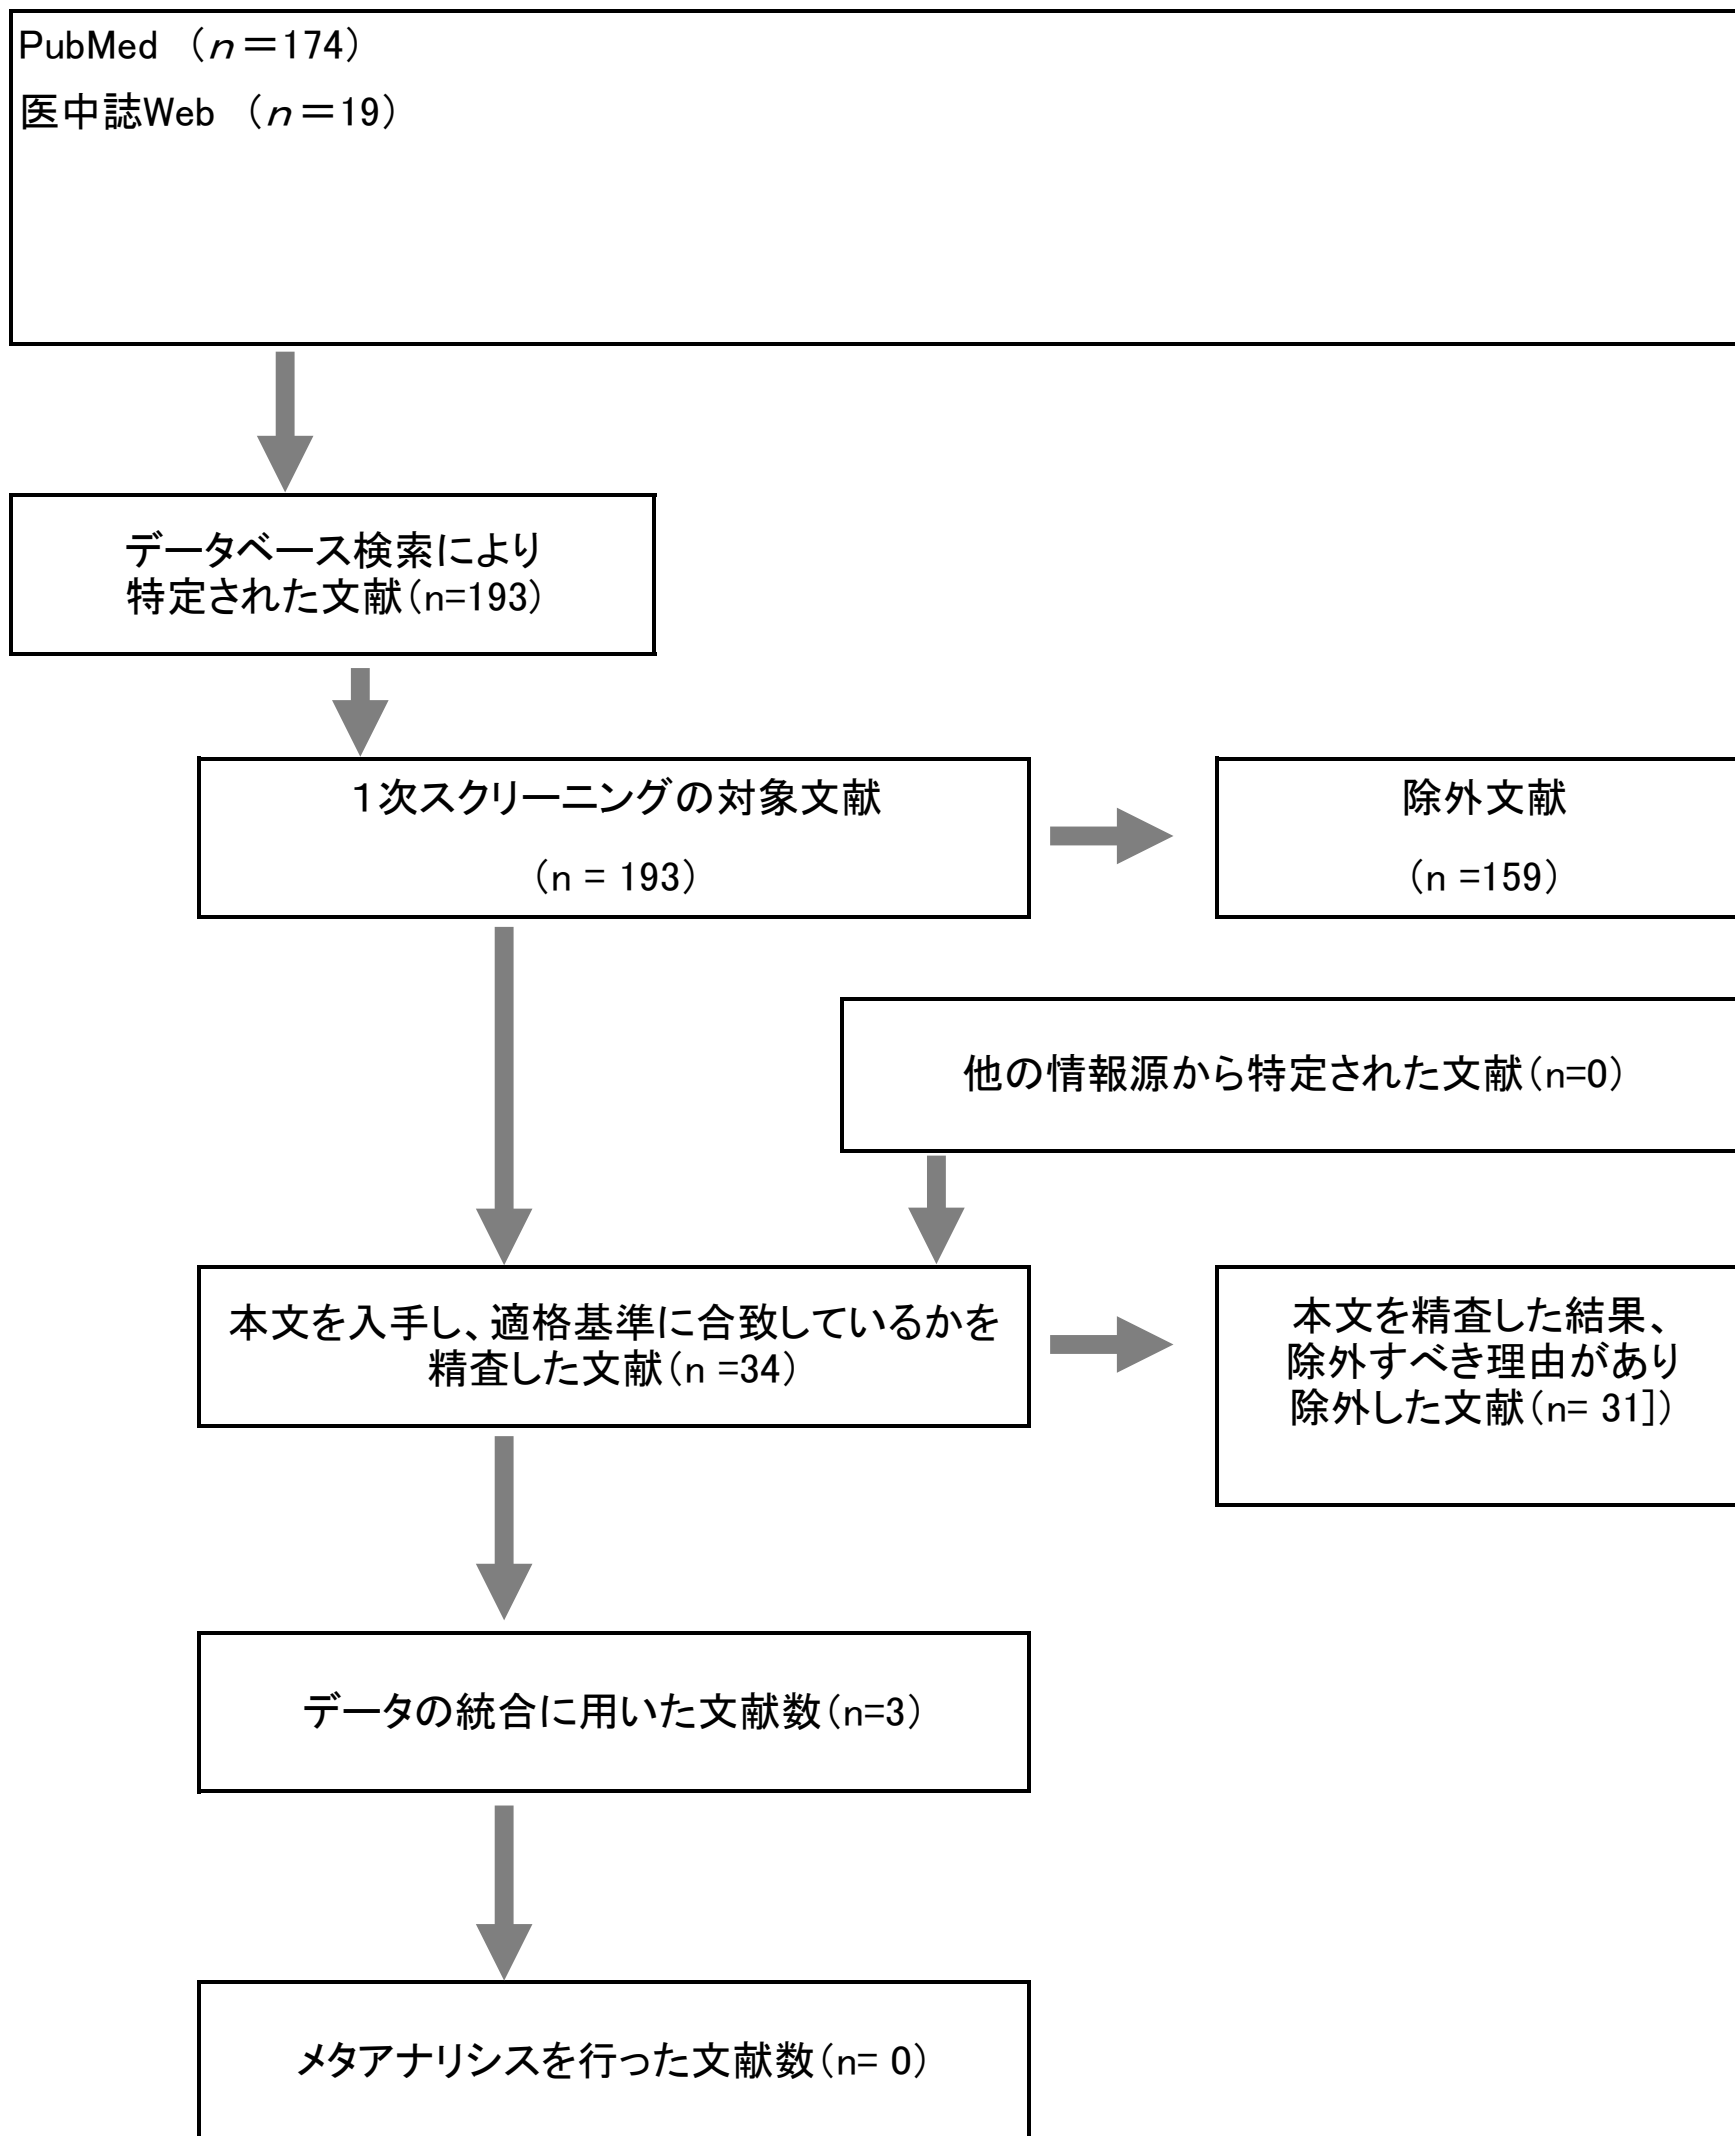 PubMed （n＝174）
医中誌Web （n＝19）
データベース検索により
特定された文献（n=193）
１次スクリーニングの対象文献
（n = 193）
除外文献
（n =159）
他の情報源から特定された文献（n=0）
本文を入手し、適格基準に合致しているかを
精査した文献（n =34）
本文を精査した結果、
除外すべき理由があり
除外した文献（n= 31]）
データの統合に用いた文献数（n=3）
メタアナリシスを行った文献数（n= 0）